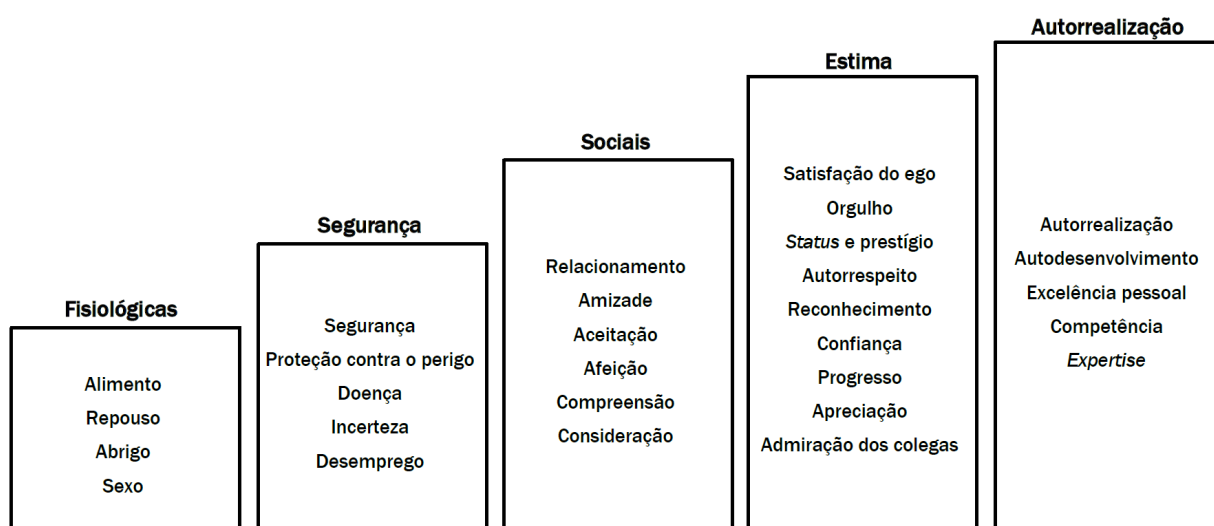 Fisiológicas
Alimento
Repouso
Abrigo
Sexo
Segurança
Segurança
Proteção contra o perigo
Doença
Incerteza
Desemprego
Sociais
Relacionamento
Amizade
Aceitação
Afeição
Compreensão
Consideração
Estima
Satisfação do ego
Orgulho
Status e prestígio
Autorrespeito
Reconhecimento
Confiança
Progresso
Apreciação
Admiração dos colegas
Autorrealização
Autorrealização
Autodesenvolvimento
Excelência pessoal
Competência
Expertise